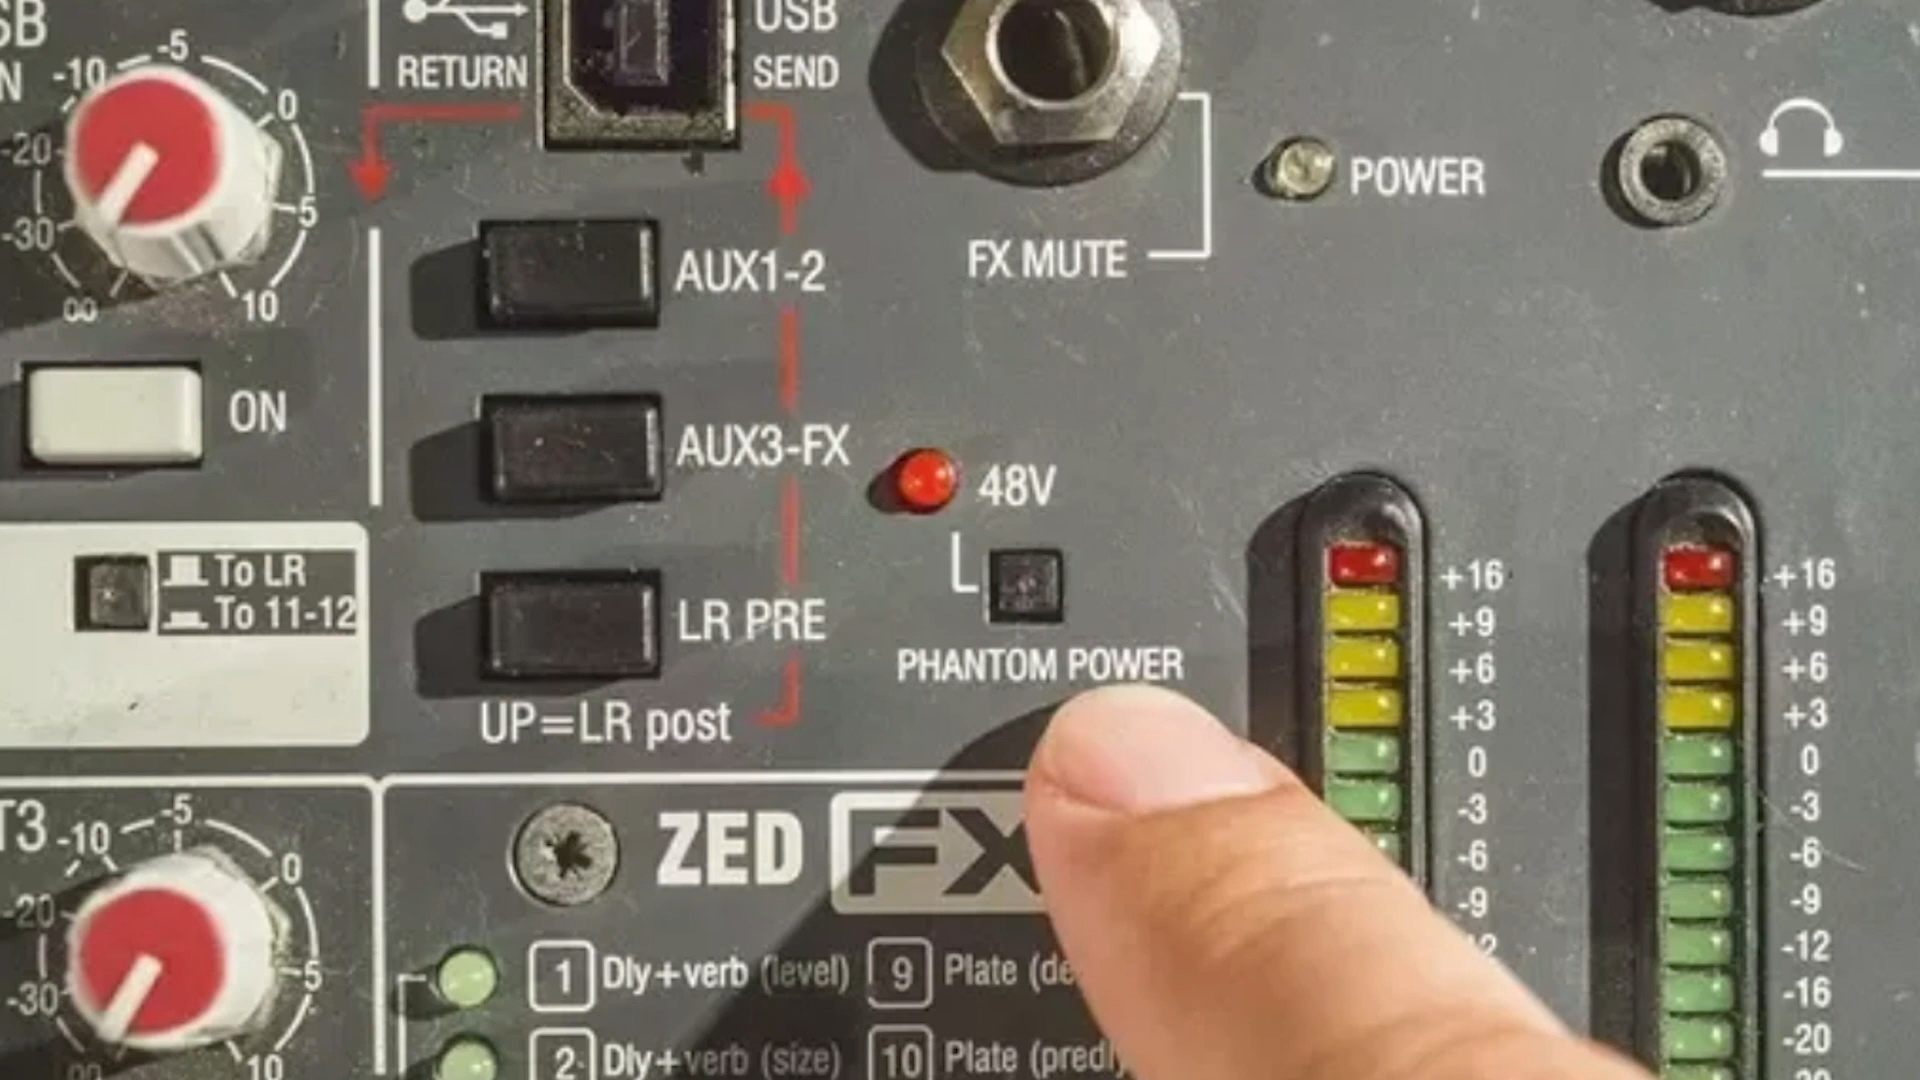 SB
N
-5
-10
0
-20
5
-30
10
∞
ON
RETURN
USB
SEND
AUX1-2
AUX3-FX
LR PRE
UP=LR post
To LR
To 11-12
FX MUTE
POWER
48V
PHANTOM POWER
+16
+9
+6
+3
0
-3
-6
-9
+16
+9
+6
+3
0
-3
-6
-9
-12
-16
-20
T3
-5
-10
0
-20
5
-30
10
ZED FX
1 Dly+verb (level)
9 Plate
2 Dly+verb (size)
10 Plate